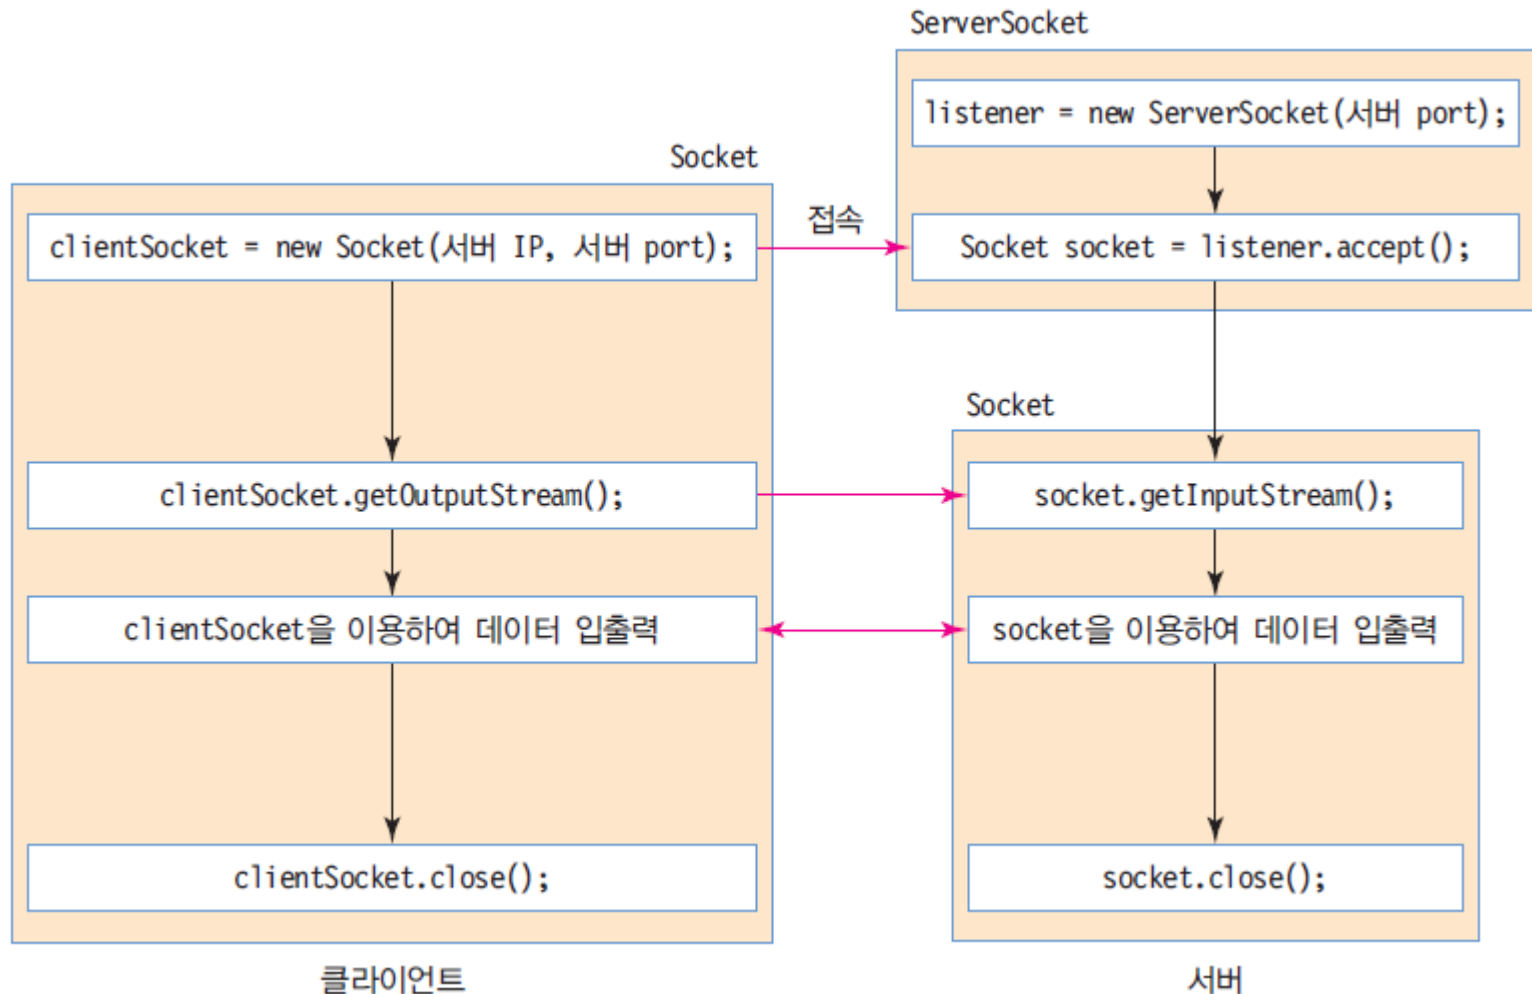 ServerSocket
listener = new ServerSocket(서버 port);
Socket
접속
clientSocket = new Socket(서버 IP, 서버 port);
Socket socket = listener.accept();
Socket
clientSocket.getOutputStream();
socket.getInputStream();
clientSocket을 이용하여 데이터 입출력
socket을 이용하여 데이터 입출력
clientSocket.close();
socket.close();
클라이언트
서버